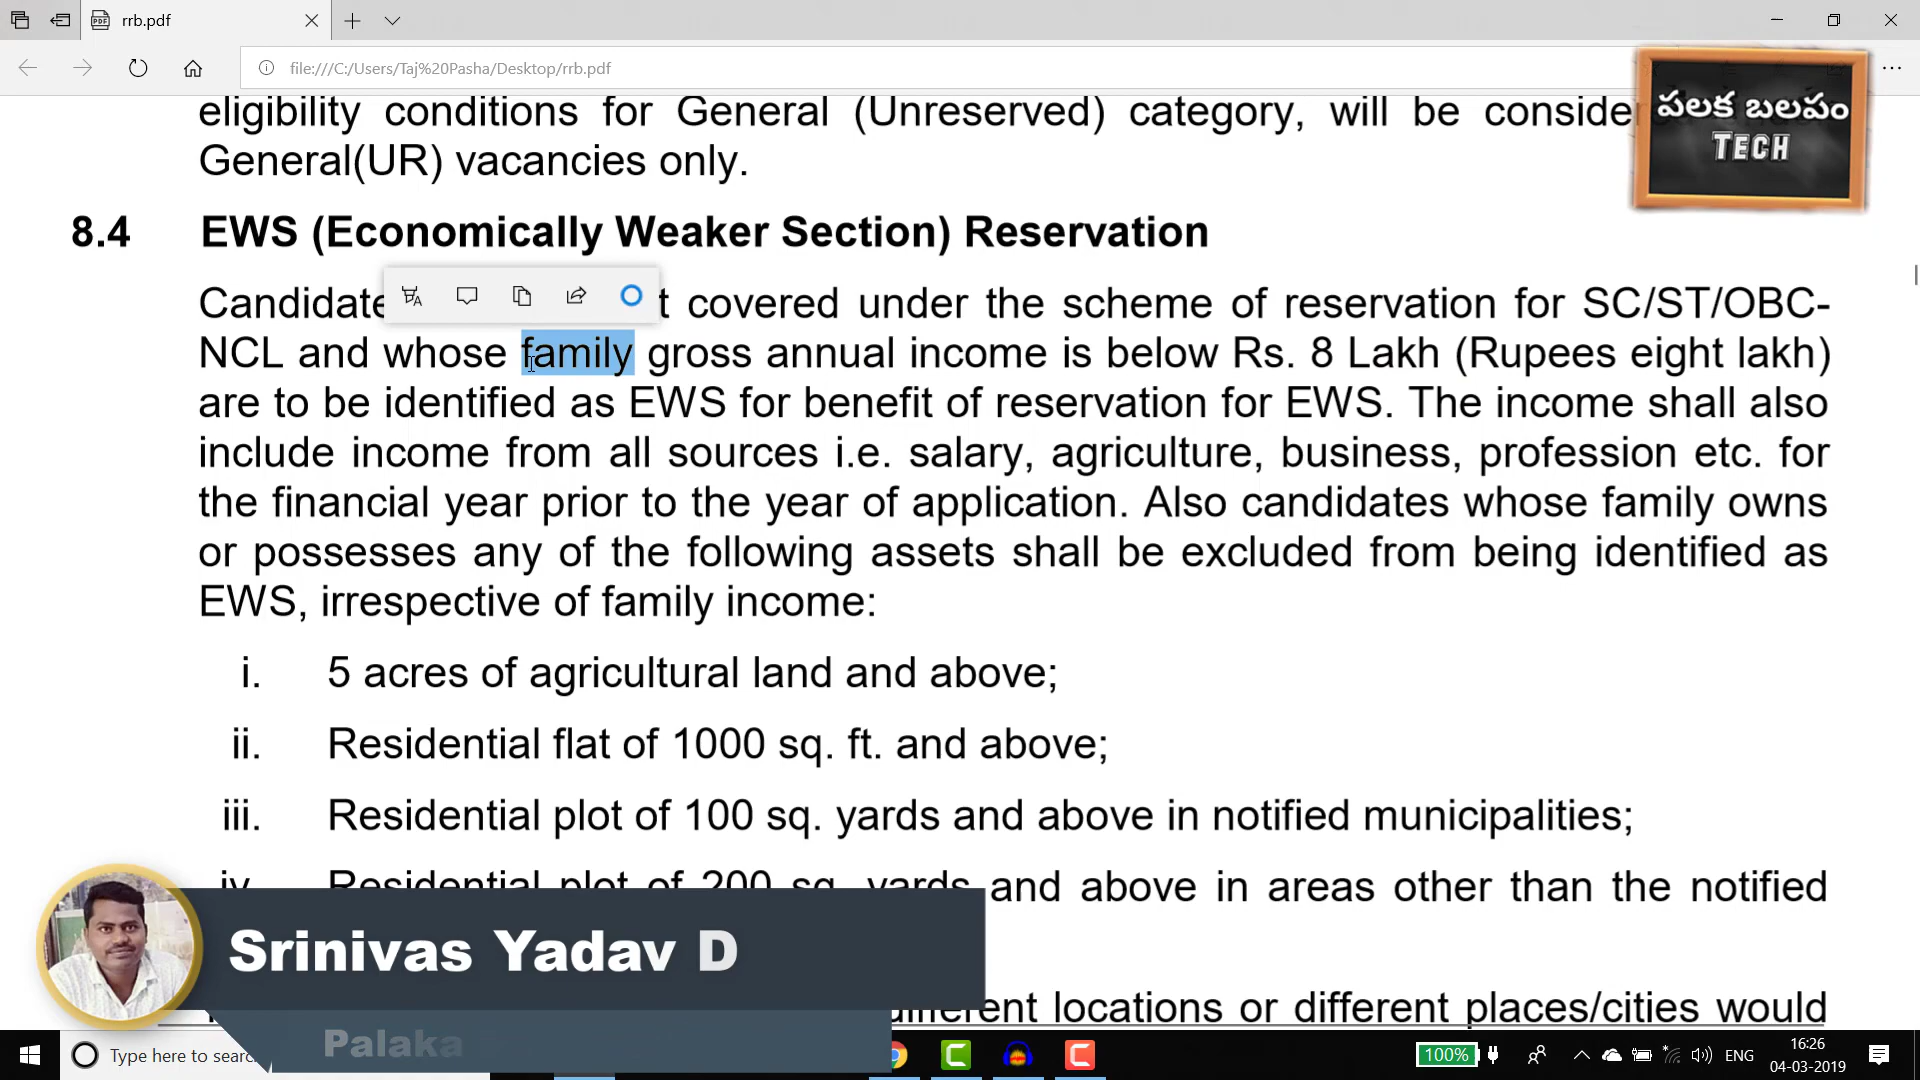 rrb.pdf
file:///C:/Users/Taj%20Pasha/Desktop/rrb.pdf
పలక బలపం
TECH
eligibility conditions for General (Unreserved) category, will be
General(UR) vacancies only.
8.4 EWS (Economically Weaker Section) Reservation
covered under the scheme of reservation for SC/ST/OBC-
NCL and whose family gross annual income is below Rs. 8 Lakh (Rupees eight lakh)
are to be identified as EWS for benefit of reservation for EWS. The income shall also
include income from all sources i.e. salary, agriculture, business, profession etc. for
the financial year prior to the year of application. Also candidates whose family owns
or possesses any of the following assets shall be excluded from being identified as
EWS, irrespective of family income:
i. 5 acres of agricultural land and above;
ii. Residential flat of 1000 sq. ft. and above;
iii. Residential plot of 100 sq. yards and above in notified municipalities;
iv. Residential plot of 200 sq. yards and above in areas other than the notified
Srinivas Yadav D
locations or different places/cities would
Palaka
Type here to search
100%
ENG
16:26
04-03-2019